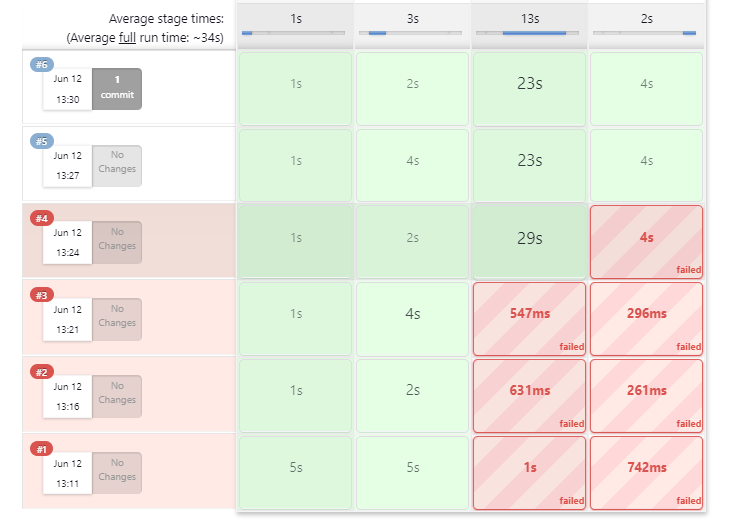 Average stage times:
(Average full run time: ~34s)
1s
3s
13s
2s
#6
Jun 12
13:30
1
commit
1s
2s
23s
4s
#5
Jun 12
13:27
No
Changes
1s
4s
23s
4s
#4
Jun 12
13:24
No
Changes
1s
2s
29s
4s
failed
#3
Jun 12
13:21
No
Changes
1s
4s
547ms
failed
296ms
failed
#2
Jun 12
13:16
No
Changes
1s
2s
631ms
failed
261ms
failed
#1
Jun 12
13:11
No
Changes
5s
5s
1s
failed
742ms
failed